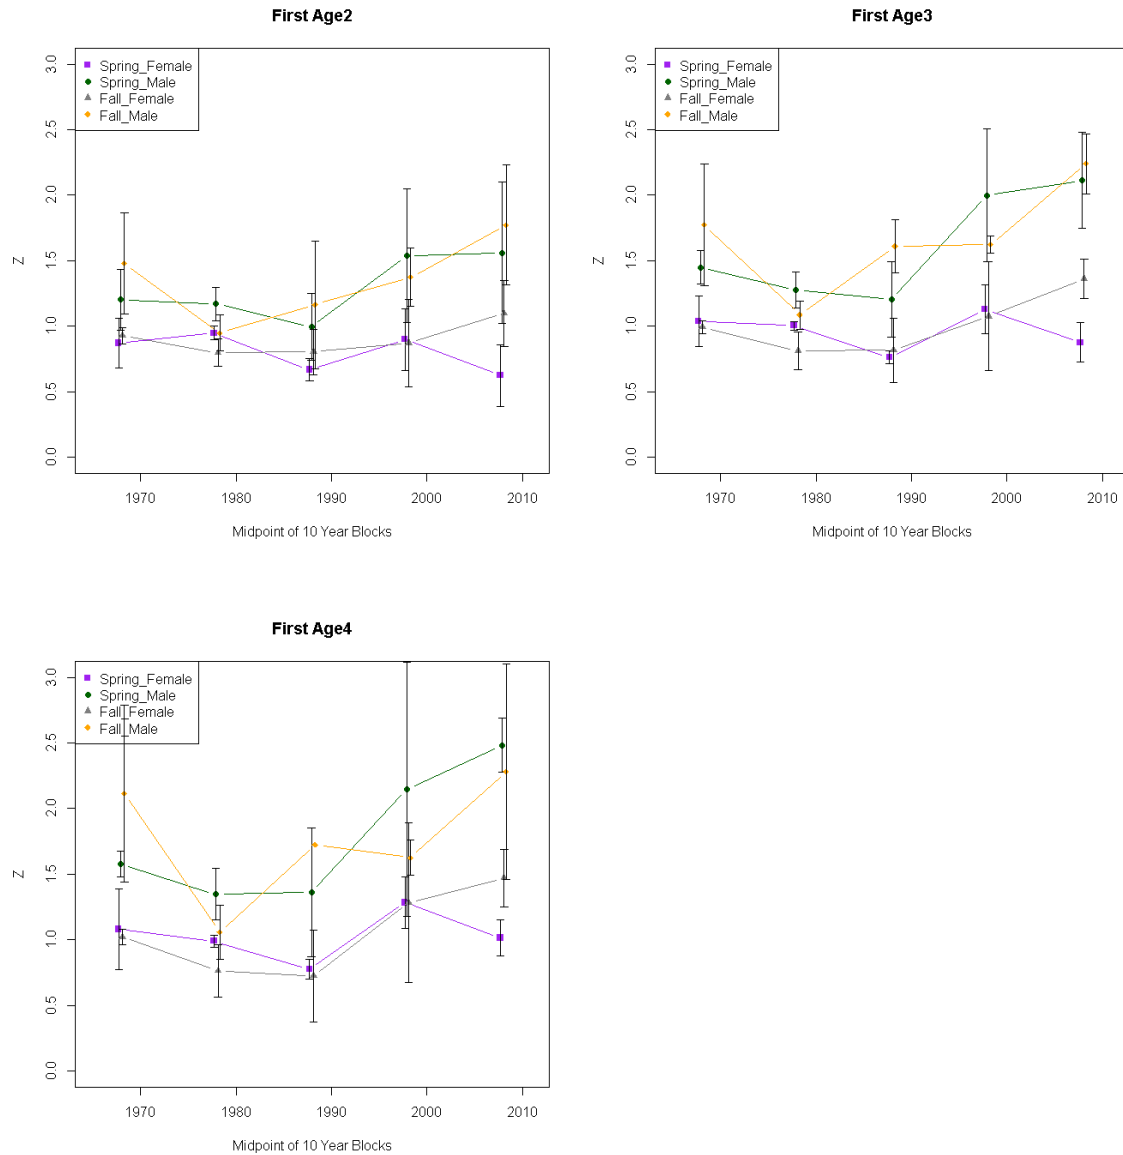 First Age2
Spring_Female
Spring_Male
Fall_Female
Fall_Male
3.0
2.5
2.0
1.5
1.0
0.5
0.0
Z
1970 1980 1990 2000 2010
Midpoint of 10 Year Blocks
First Age3
Spring_Female
Spring_Male
Fall_Female
Fall_Male
3.0
2.5
2.0
1.5
1.0
0.5
0.0
Z
1970 1980 1990 2000 2010
Midpoint of 10 Year Blocks
First Age4
Spring_Female
Spring_Male
Fall_Female
Fall_Male
3.0
2.5
2.0
1.5
1.0
0.5
0.0
Z
1970 1980 1990 2000 2010
Midpoint of 10 Year Blocks